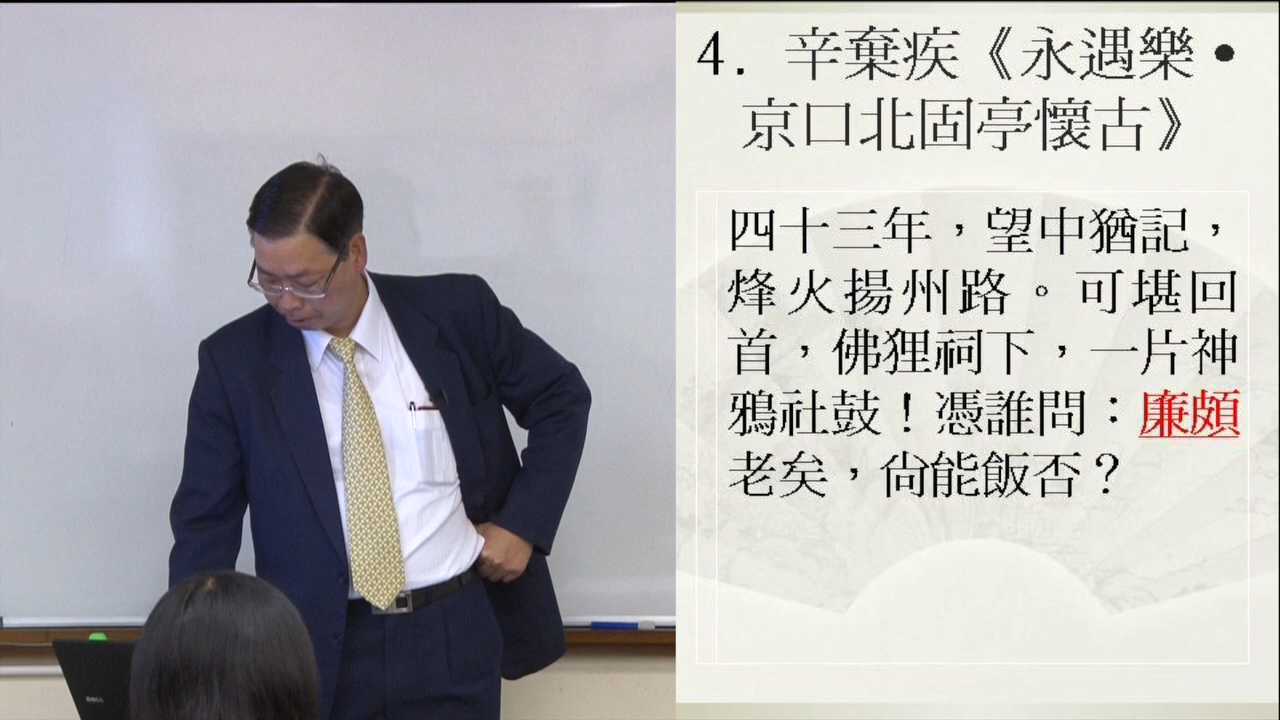 4. 辛棄疾《永遇樂•
京口北固亭懷古》
四十三年，望中猶記，
烽火揚州路。可堪回
首，佛狸祠下，一片神
鴉社鼓！憑誰問：廉頗
老矣，尚能飯否？
DELL